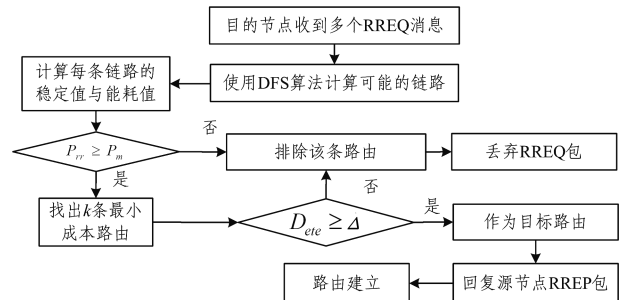 目的节点收到多个RREQ消息
使用DFS算法计算可能的链路
计算每条链路的
稳定值与能耗值
P_rr ≥ P_m
否
是
排除该条路由
丢弃RREQ包
找出k条最小
成本路由
D_ete ≥ Δ
否
是
作为目标路由
回复源节点RREP包
路由建立